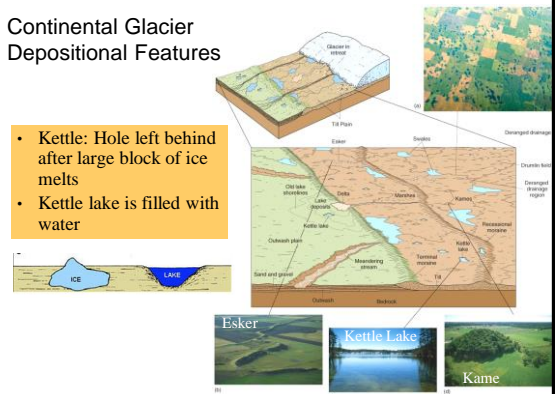 Continental Glacier
Depositional Features
• Kettle: Hole left behind
after large block of ice
melts
• Kettle lake is filled with
water
ICE
LAKE
Glacier in
retreat
Till Plain
(a)
Esker
Swales
Deranged drainage
Drumlin field
Deranged
drainage
region
Old lake
shorelines
Delta
Lake
deposits
Marshes
Kames
Kettle lake
Recessional
moraine
Outwash plain
Kettle
lake
Meandering
stream
Terminal
moraine
Sand and gravel
Till
Outwash
Bedrock
Esker
Kettle Lake
Kame
(b)
(d)